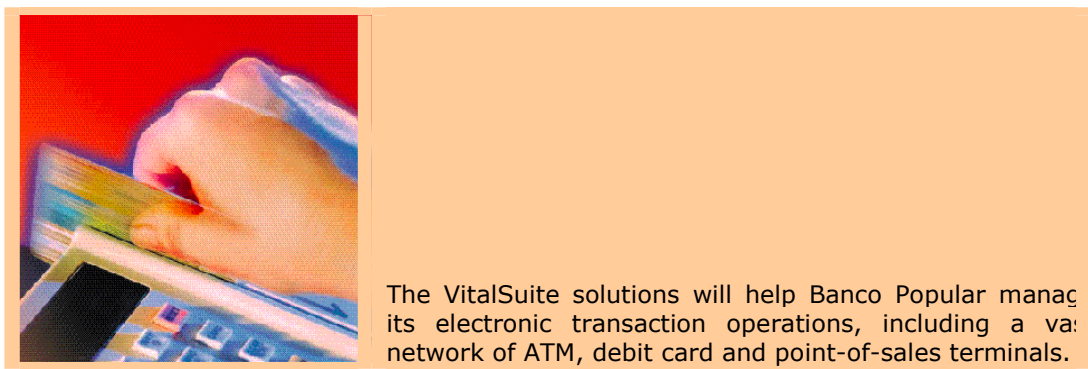 The VitalSuite solutions will help Banco Popular manag
its electronic transaction operations, including a va
network of ATM, debit card and point-of-sales terminals.